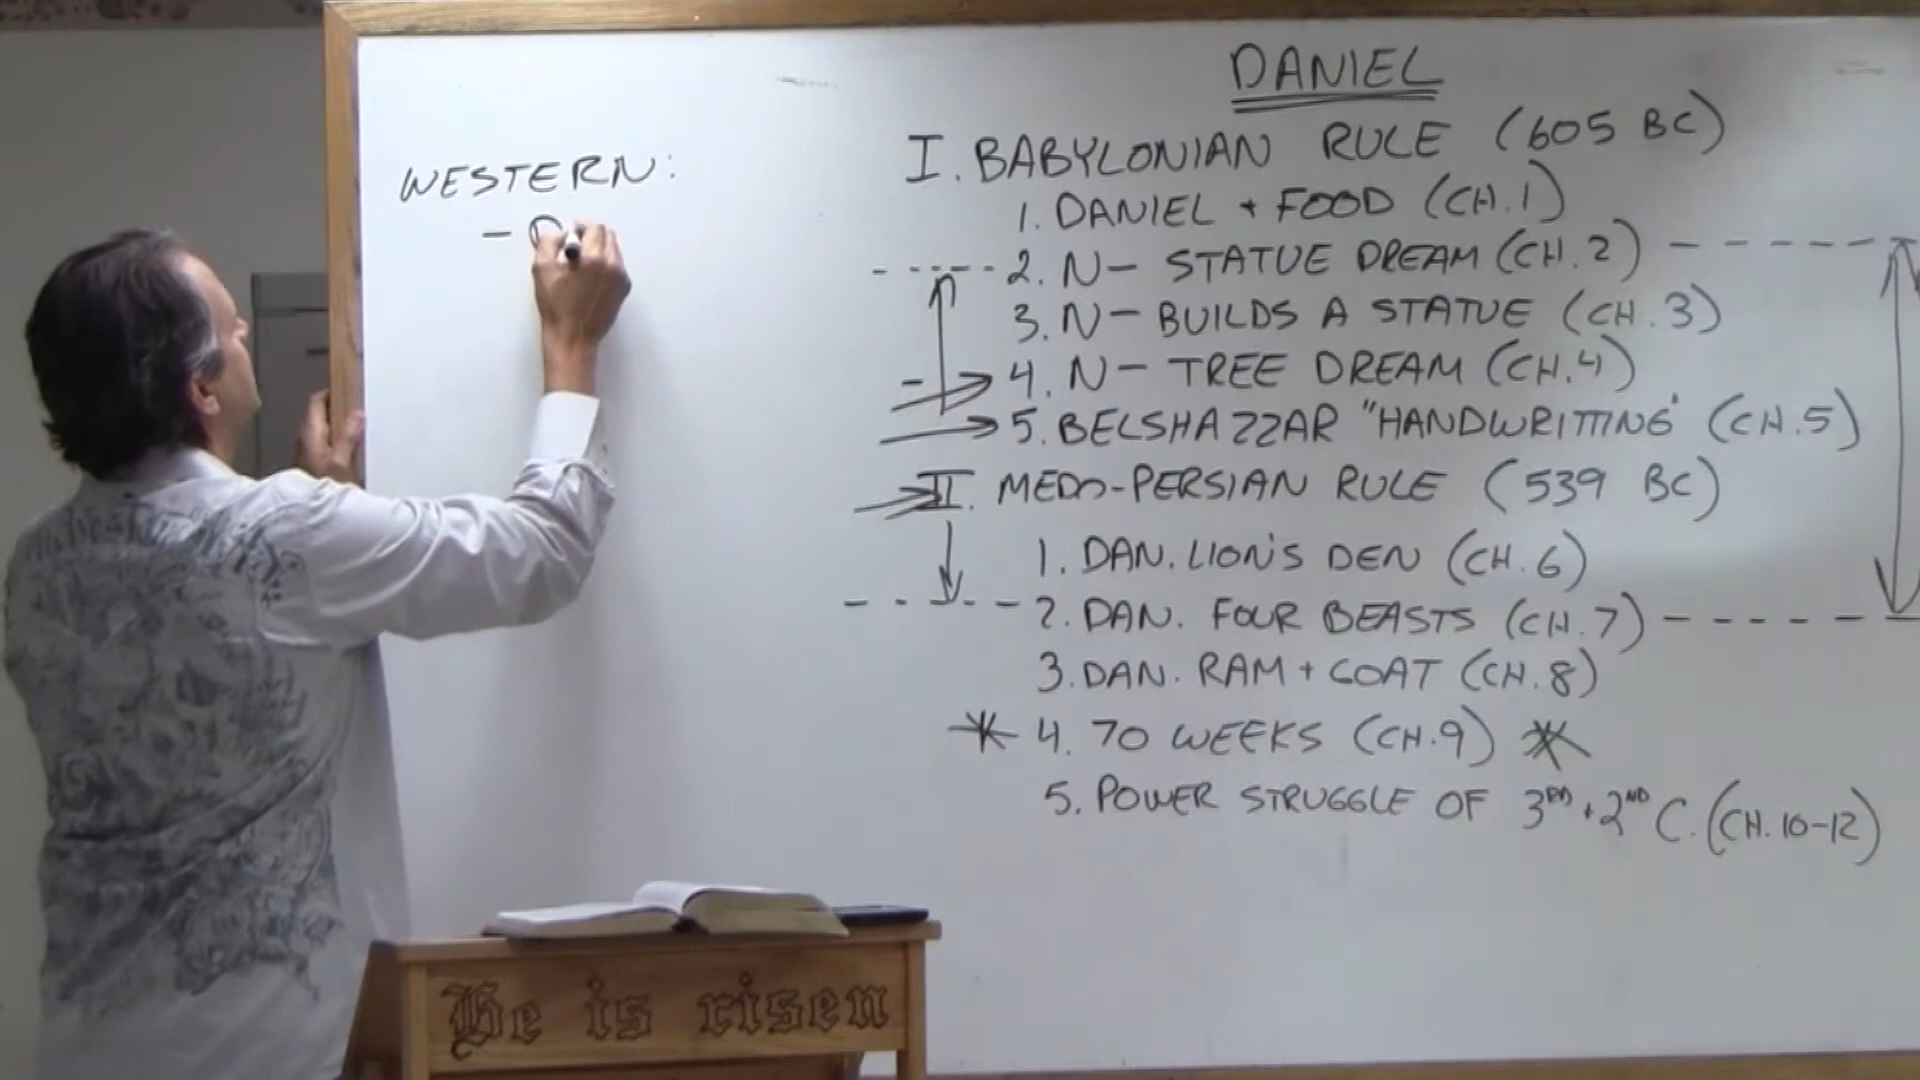 WESTERN:
-
DANIEL
I. BABYLONIAN RULE (605 BC)
1. DANIEL + FOOD (CH.1)
2. N- STATUE DREAM (CH.2)
3. N- BUILDS A STATUE (CH.3)
4. N- TREE DREAM (CH.4)
5. BELSHAZZAR "HANDWRITTING" (CH.5)
II. MEDO-PERSIAN RULE (539 BC)
1. DAN. LION'S DEN (CH.6)
2. DAN. FOUR BEASTS (CH.7)
3. DAN. RAM + GOAT (CH.8)
* 4. 70 WEEKS (CH.9) *
5. POWER STRUGGLE OF 3RD + 2ND C. (CH.10-12)
He is risen